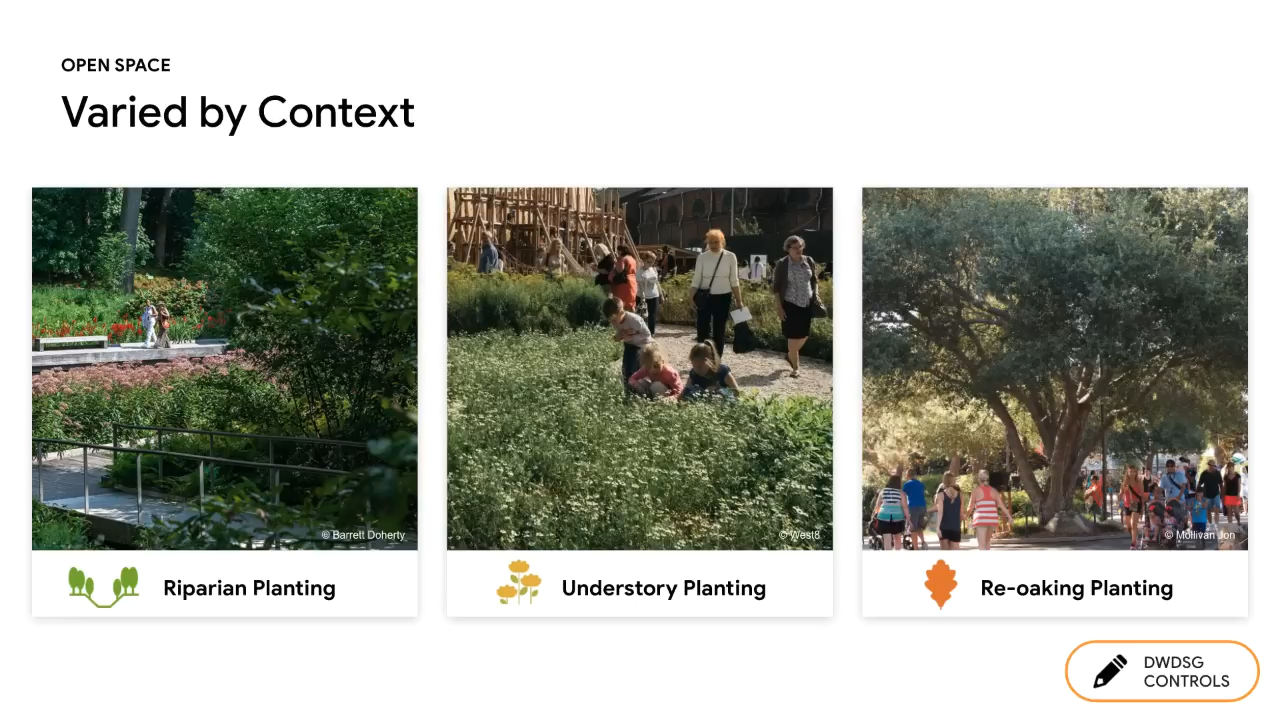 OPEN SPACE
Varied by Context
© Barrett Doherty
© West8
© Mollivan Jon
Riparian Planting
Understory Planting
Re-oaking Planting
DWDSG
CONTROLS